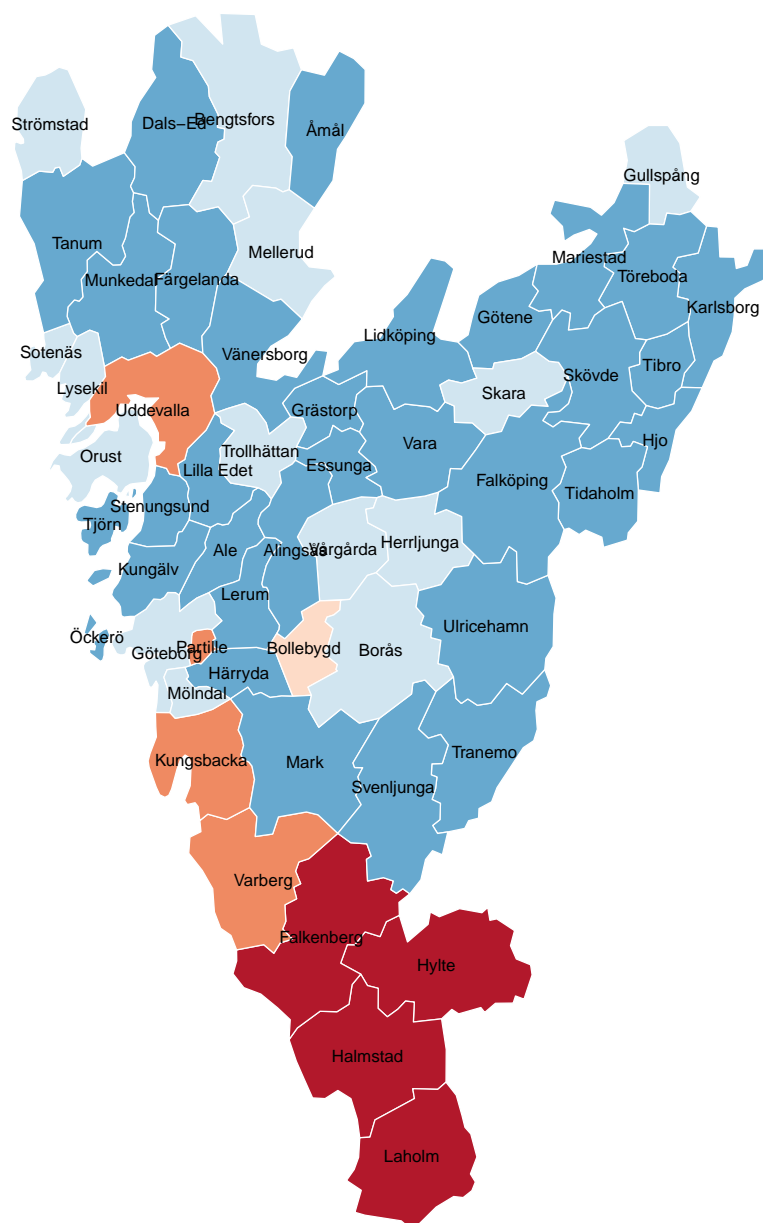 Strömstad
Dals–Ed
Bengtsfors
Åmål
Gullspång
Tanum
Mellerud
Mariestad
Munkedal
Färgelanda
Töreboda
Karlsborg
Götene
Lidköping
Sotenäs
Vänersborg
Skövde
Tibro
Lysekil
Skara
Uddevalla
Grästorp
Vara
Hjo
Orust
Trollhättan
Lilla Edet
Essunga
Falköping
Tidaholm
Stenungsund
Tjörn
Ale
Alingsås
Vårgårda
Herrljunga
Kungälv
Lerum
Ulricehamn
Öckerö
Partille
Göteborg
Bollebygd
Borås
Härryda
Mölndal
Kungsbacka
Mark
Tranemo
Svenljunga
Varberg
Falkenberg
Hylte
Halmstad
Laholm